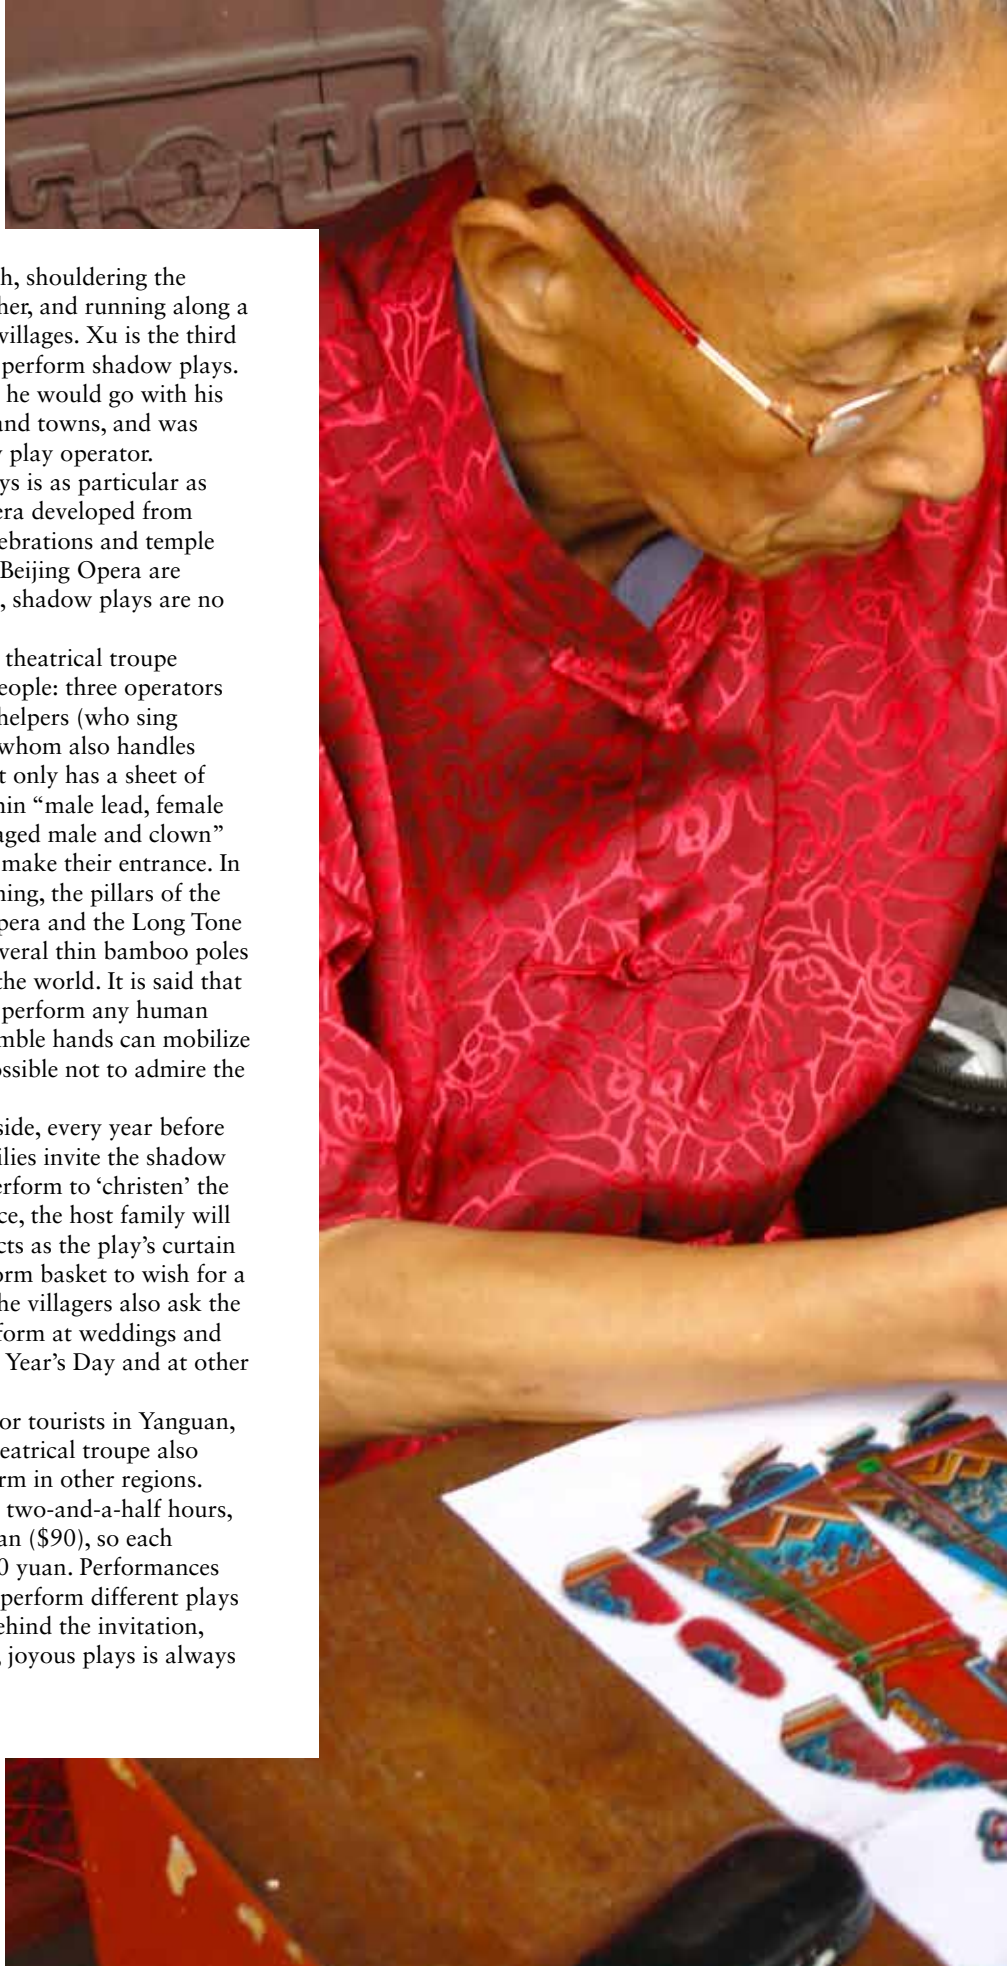 h, shouldering the
her, and running along a
villages. Xu is the third
perform shadow plays.
he would go with his
and towns, and was
y play operator.
ys is as particular as
era developed from
ebrations and temple
Beijing Opera are
, shadow plays are no
theatrical troupe
eople: three operators
helpers (who sing
whom also handles
t only has a sheet of
hin “male lead, female
aged male and clown”
make their entrance. In
ning, the pillars of the
pera and the Long Tone
veral thin bamboo poles
the world. It is said that
perform any human
mble hands can mobilize
ossible not to admire the
side, every year before
ilies invite the shadow
erform to ‘christen’ the
ce, the host family will
cts as the play’s curtain
orm basket to wish for a
he villagers also ask the
form at weddings and
Year’s Day and at other
or tourists in Yanguan,
eatrical troupe also
rm in other regions.
two-and-a-half hours,
an ($90), so each
0 yuan. Performances
perform different plays
ehind the invitation,
, joyous plays is always